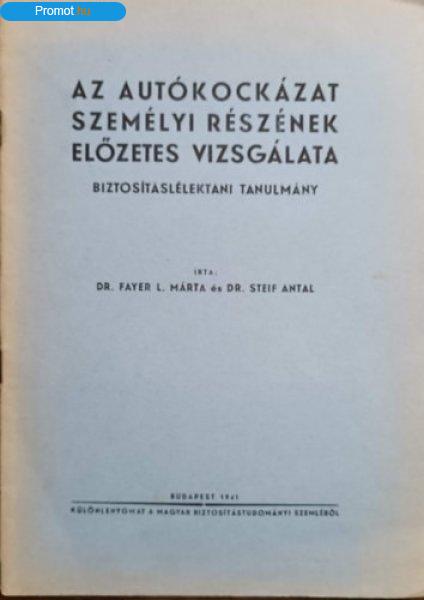 Promot.hu
AZ AUTÓKOCKÁZAT
SZEMÉLYI RÉSZÉNEK
ELŐZETES VIZSGÁLATA
BIZTOSÍTÁSLÉLEKTANI TANULMÁNY
IRTA:
DR. FAYER L. MÁRTA és DR. STEIF ANTAL
BUDAPEST 1941
KÜLÖNLENYOMAT A MAGYAR BIZTOSÍTÁSTUDOMÁNYI SZEMLÉBŐL